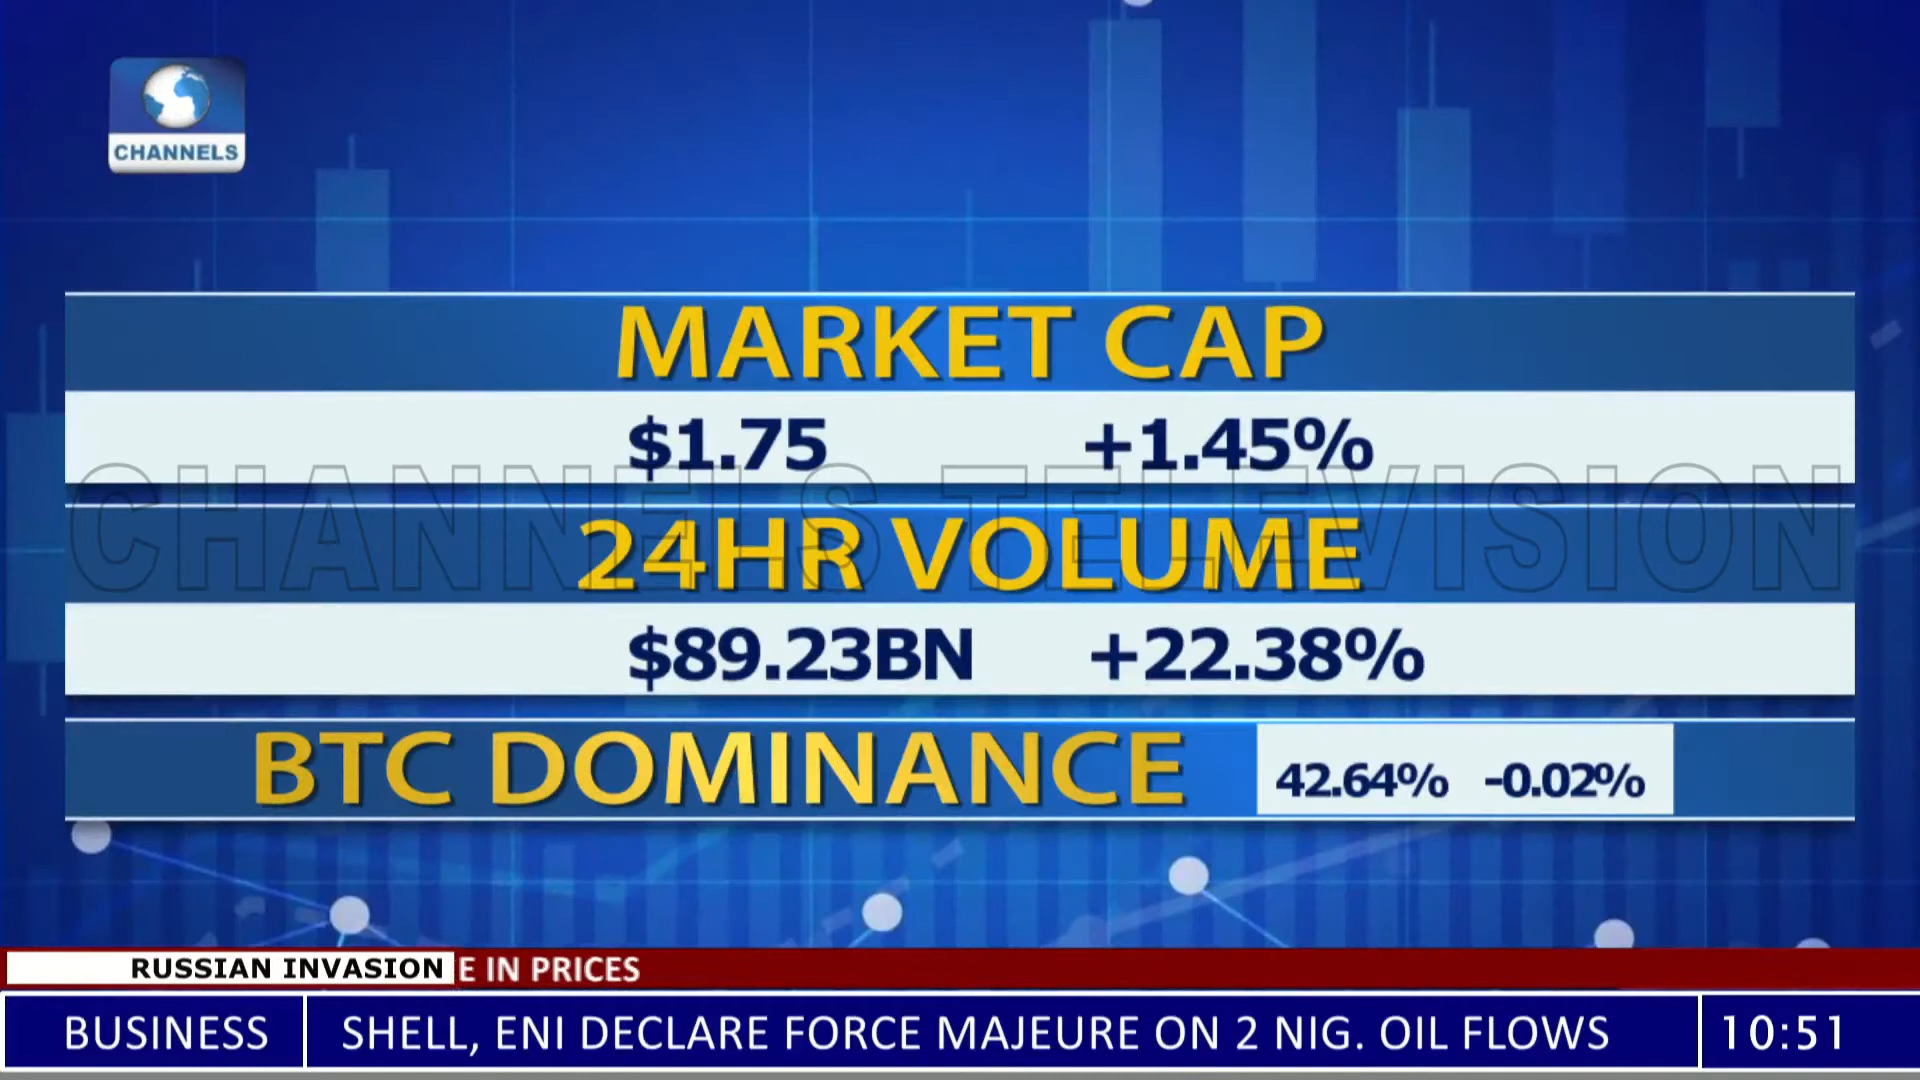 CHANNELS
MARKET CAP
$1.75 +1.45%
CHANNELS TELEVISION
24HR VOLUME
$89.23BN +22.38%
BTC DOMINANCE 42.64% -0.02%
RUSSIAN INVASION E IN PRICES
BUSINESS SHELL, ENI DECLARE FORCE MAJEURE ON 2 NIG. OIL FLOWS 10:51